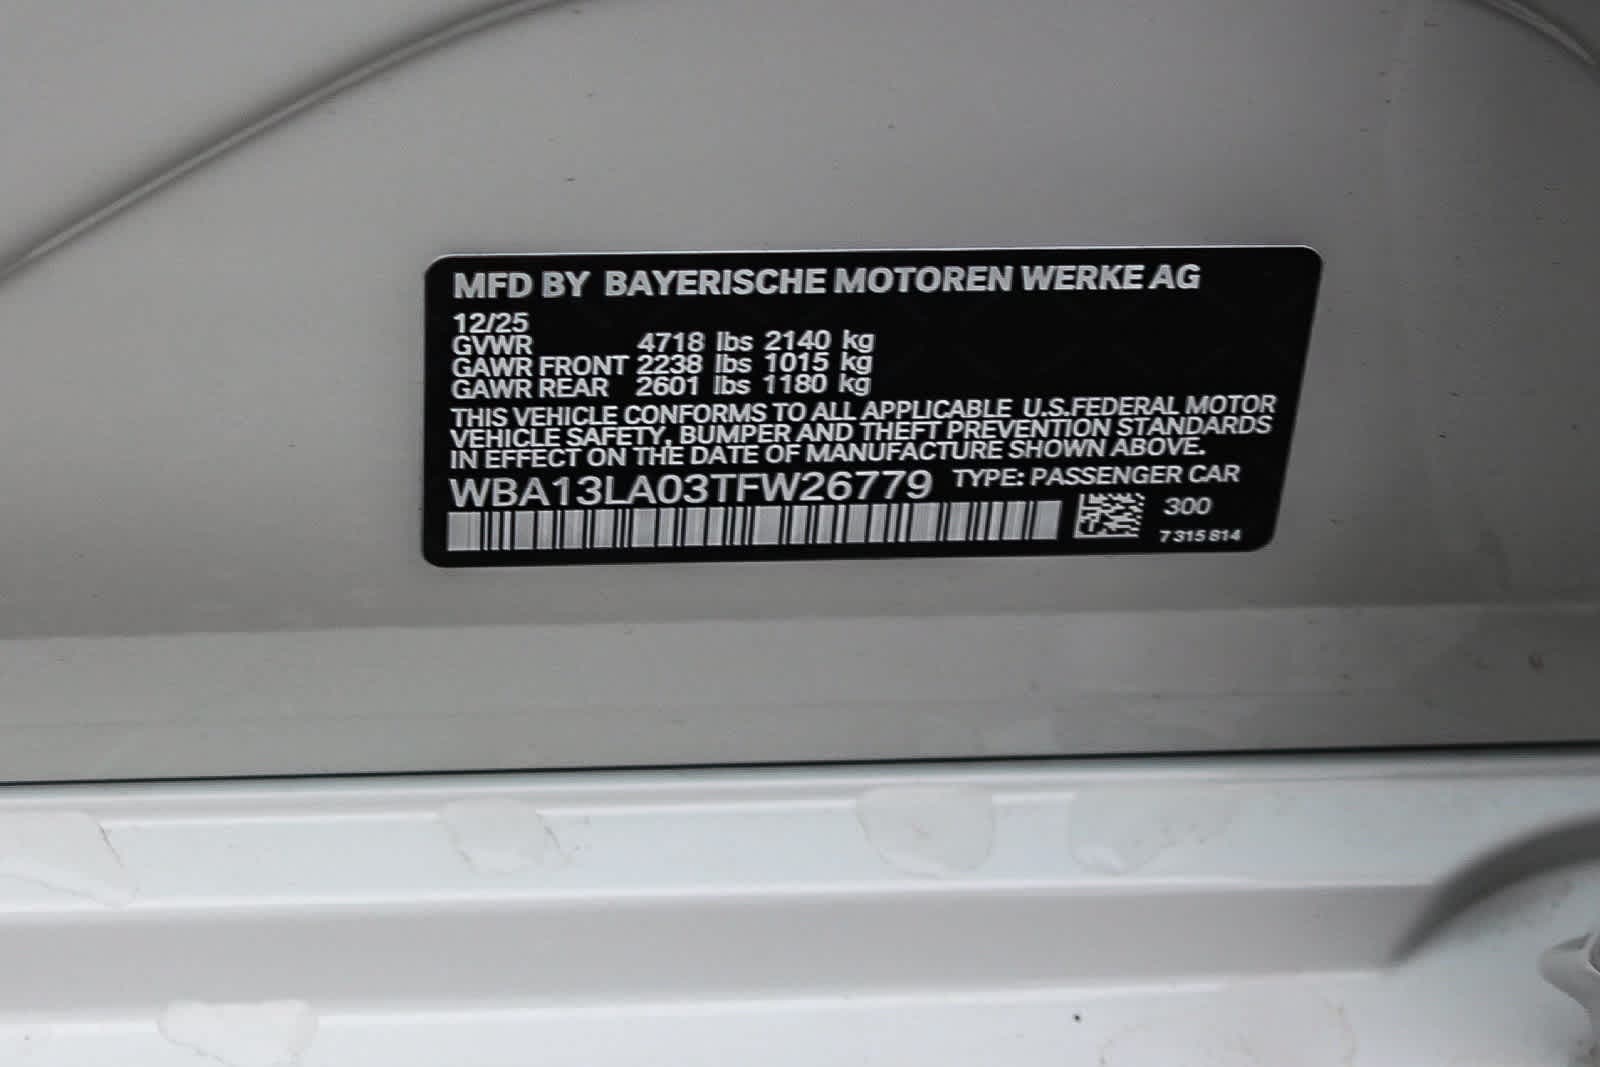 MFD BY BAYERISCHE MOTOREN WERKE AG
12/25
GVWR 4718 lbs 2140 kg
GAWR FRONT 2238 lbs 1015 kg
GAWR REAR 2601 lbs 1180 kg
THIS VEHICLE CONFORMS TO ALL APPLICABLE U.S.FEDERAL MOTOR
VEHICLE SAFETY, BUMPER AND THEFT PREVENTION STANDARDS
IN EFFECT ON THE DATE OF MANUFACTURE SHOWN ABOVE.
WBA13LA03TFW26779 TYPE: PASSENGER CAR
300
7 315 814